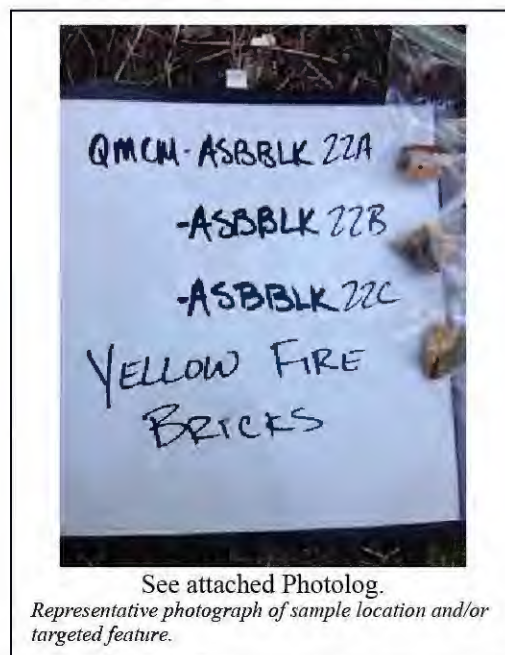 QMCM-ASBBLK 22A
-ASBBLK 22B
-ASBBLK 22C
YELLOW FIRE
BRICKS
See attached Photolog.
Representative photograph of sample location and/or
targeted feature.